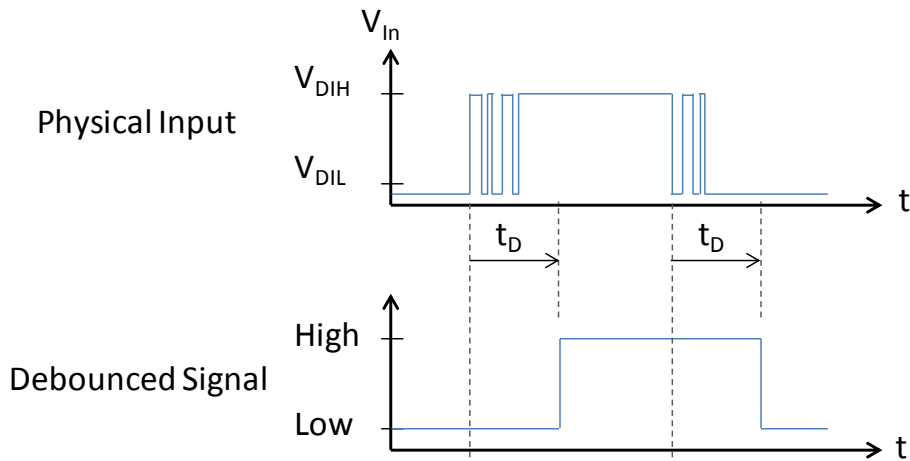 V_In
V_DIH
Physical Input
V_DIL
t
t_D
t_D
High
Debounced Signal
Low
t